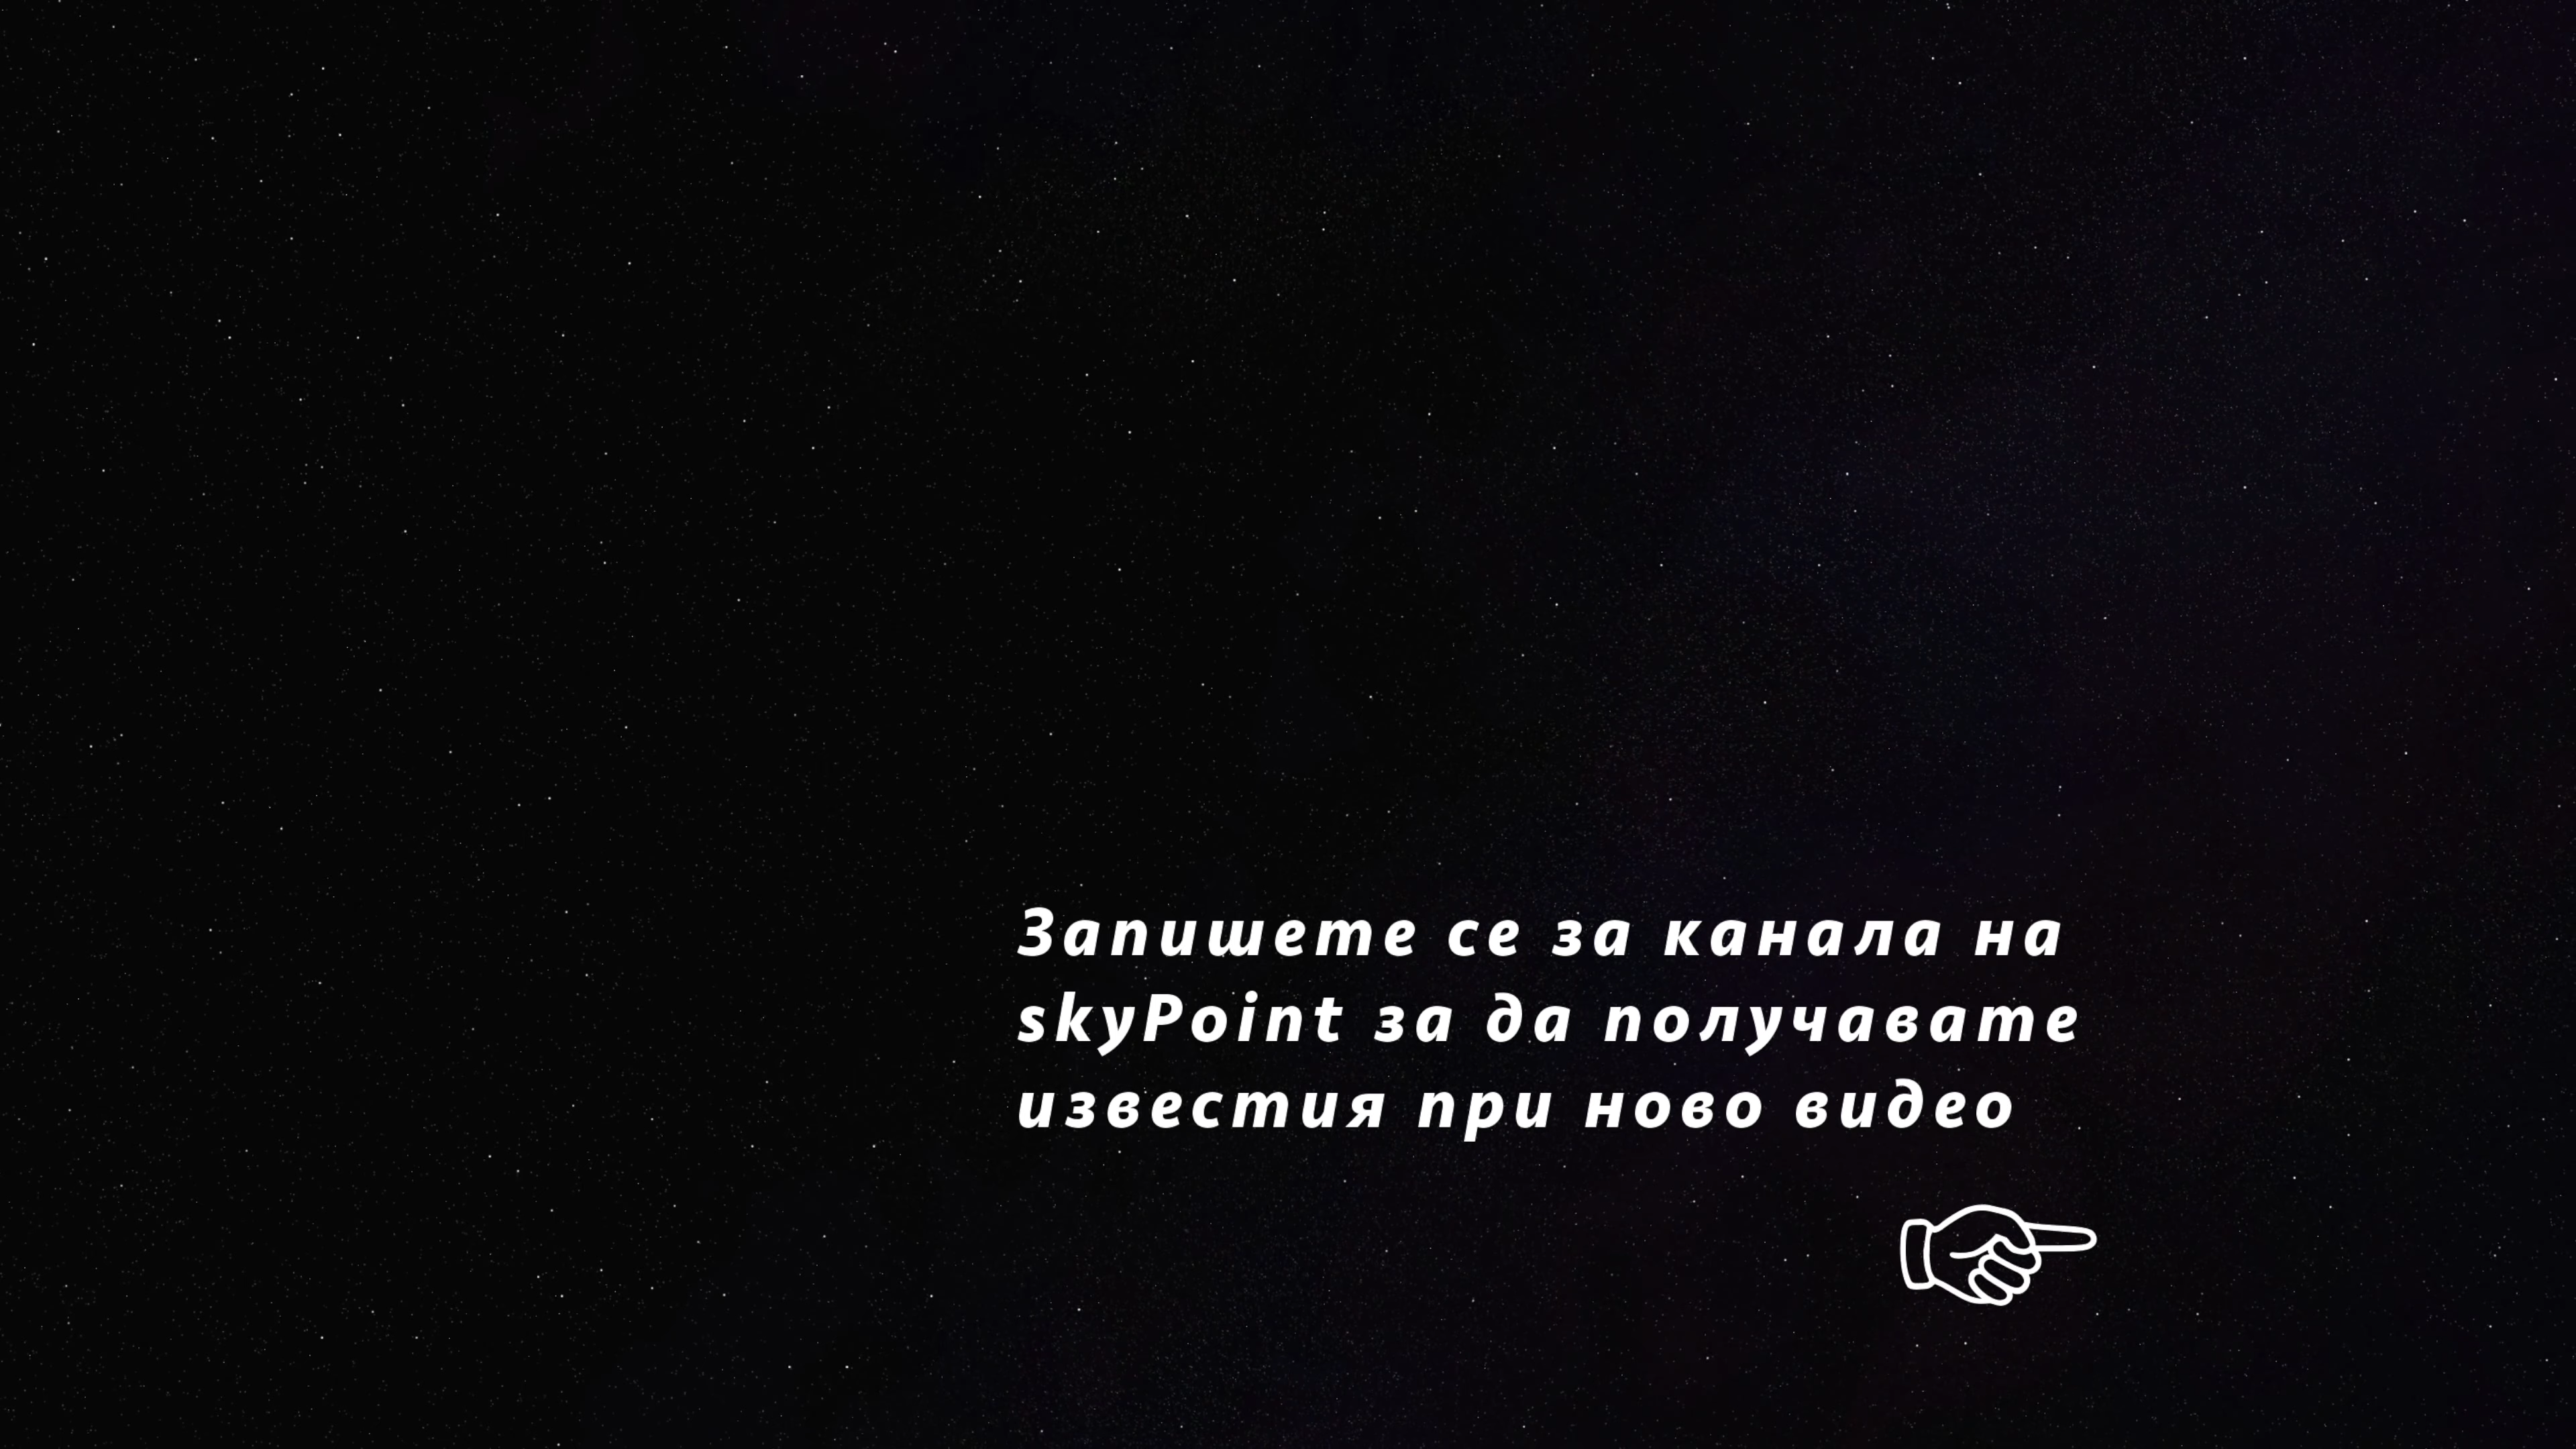 Запишете се за канала на
skyPoint за да получавате
известия при ново видео